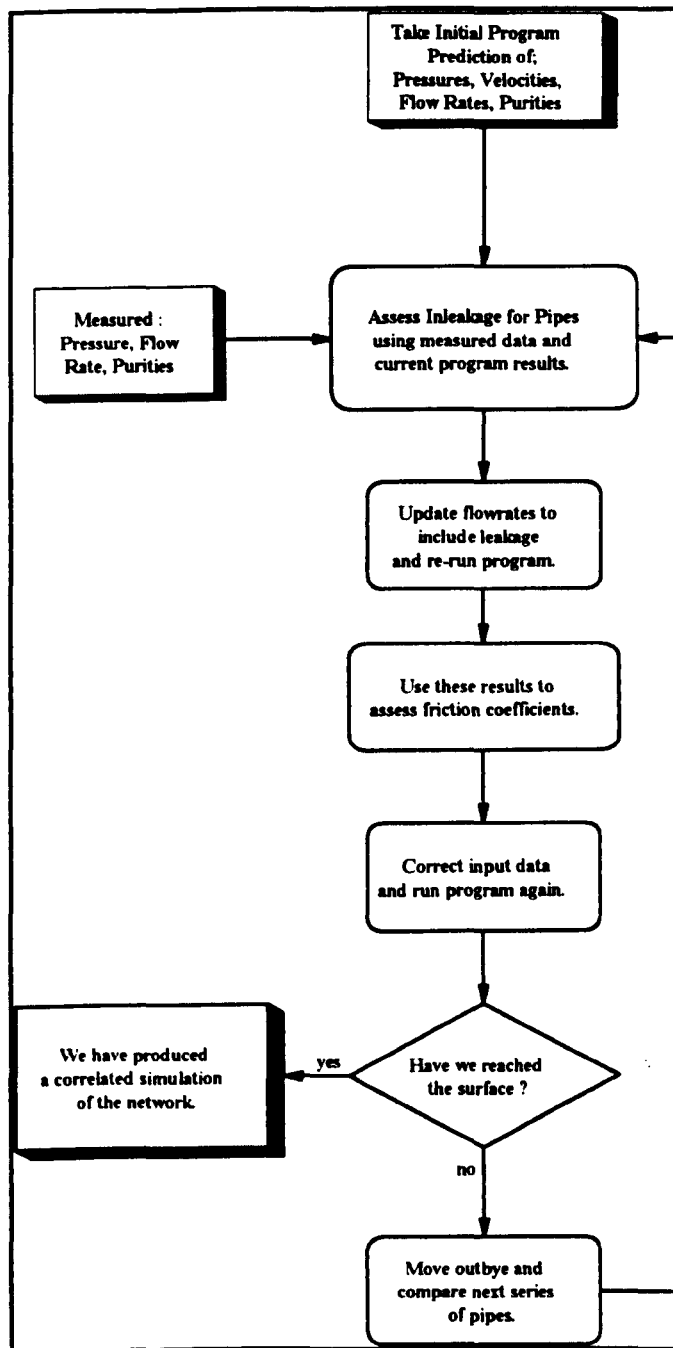 Take Initial Program
Prediction of;
Pressures, Velocities,
Flow Rates, Purities
Measured :
Pressure, Flow
Rate, Purities
Assess Inleakage for Pipes
using measured data and
current program results.
Update flowrates to
include leakage
and re-run program.
Use these results to
assess friction coefficients.
Correct input data
and run program again.
Have we reached
the surface ?
yes
We have produced
a correlated simulation
of the network.
no
Move outbye and
compare next series
of pipes.